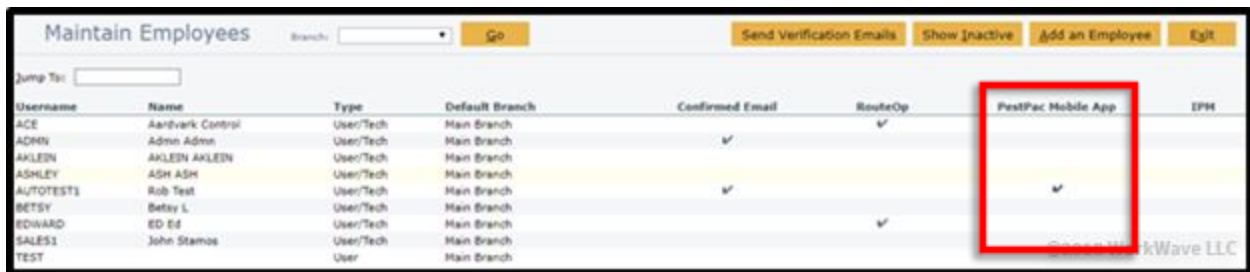 Maintain Employees Branch: Go Send Verification Emails Show Inactive Add an Employee Exit
Jump To:
Username Name Type Default Branch Confirmed Email RouteOp PestPac Mobile App IPM
ACE Aardvark Control User/Tech Main Branch ✔
ADMN Admn Admn User/Tech Main Branch ✔
AKLEIN AKLEIN AKLEIN User/Tech Main Branch
ASHLEY ASH ASH User/Tech Main Branch
AUTOTEST1 Rob Test User/Tech Main Branch ✔ ✔
BETSY Betsy L User/Tech Main Branch
EDWARD ED Ed User/Tech Main Branch ✔
SALES1 John Stamos User/Tech Main Branch
TEST User Main Branch
WorkWave LLC